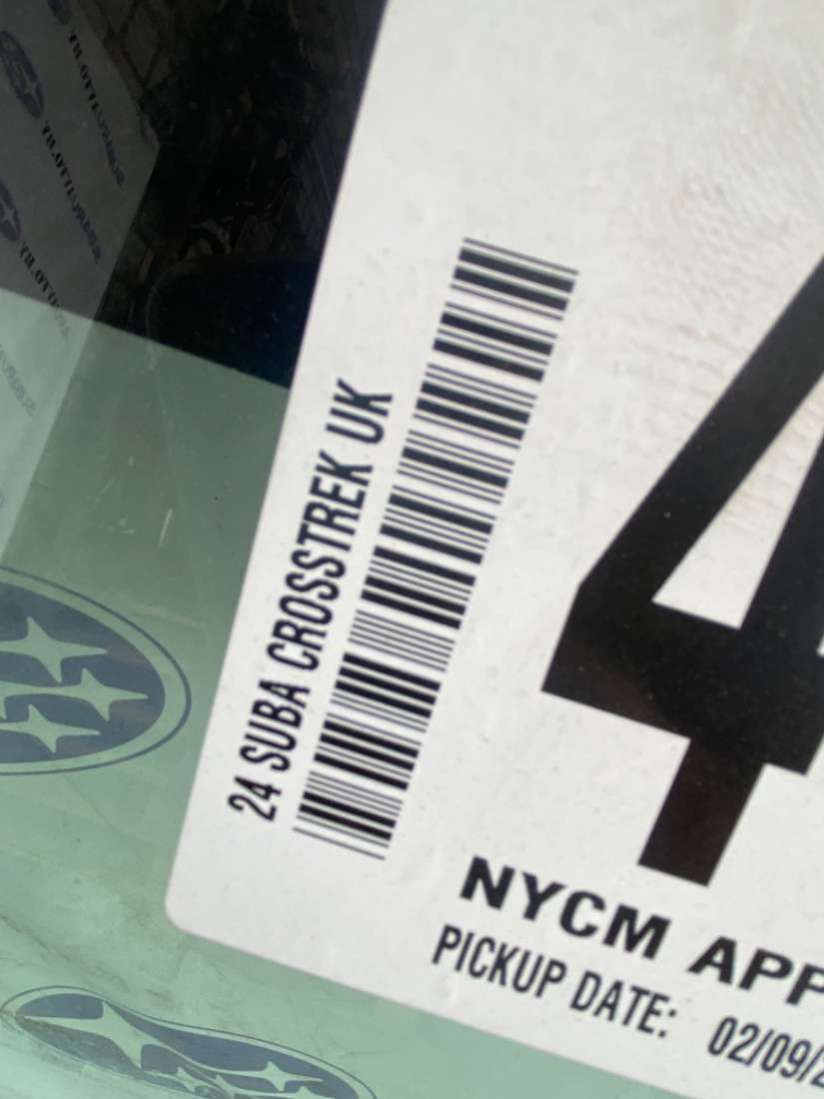 24 SUBA CROSSTREK UK
4
NYCM APP
PICKUP DATE: 02/09/2